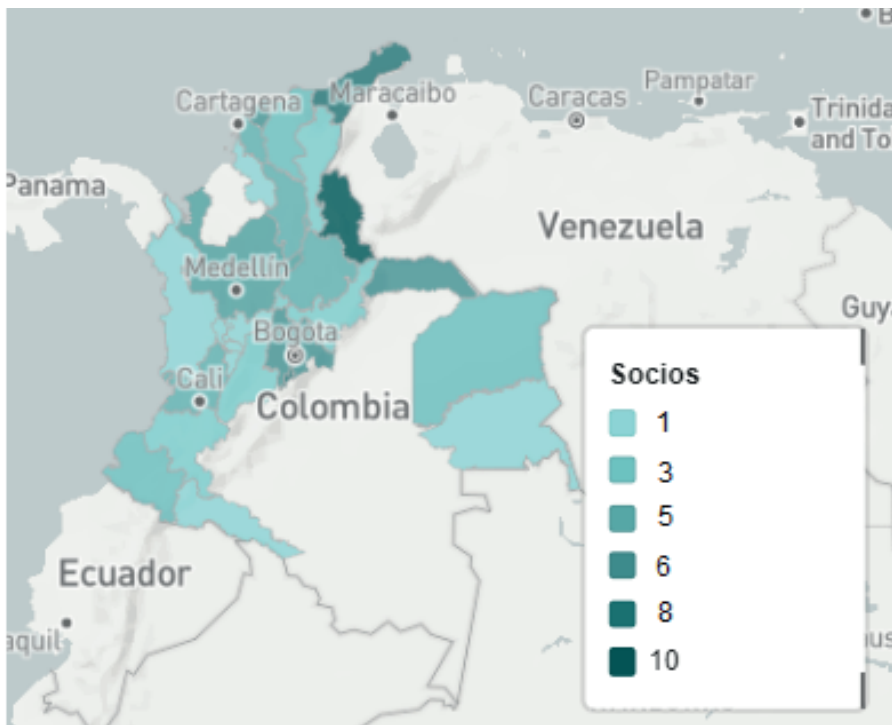 Cartagena
Maracaibo
Caracas
Pampatar
Trinida
and To
Panama
Venezuela
Medellín
Guya
Bogota
Cali
Colombia
Ecuador
aquil
Socios
1
3
5
6
8
10